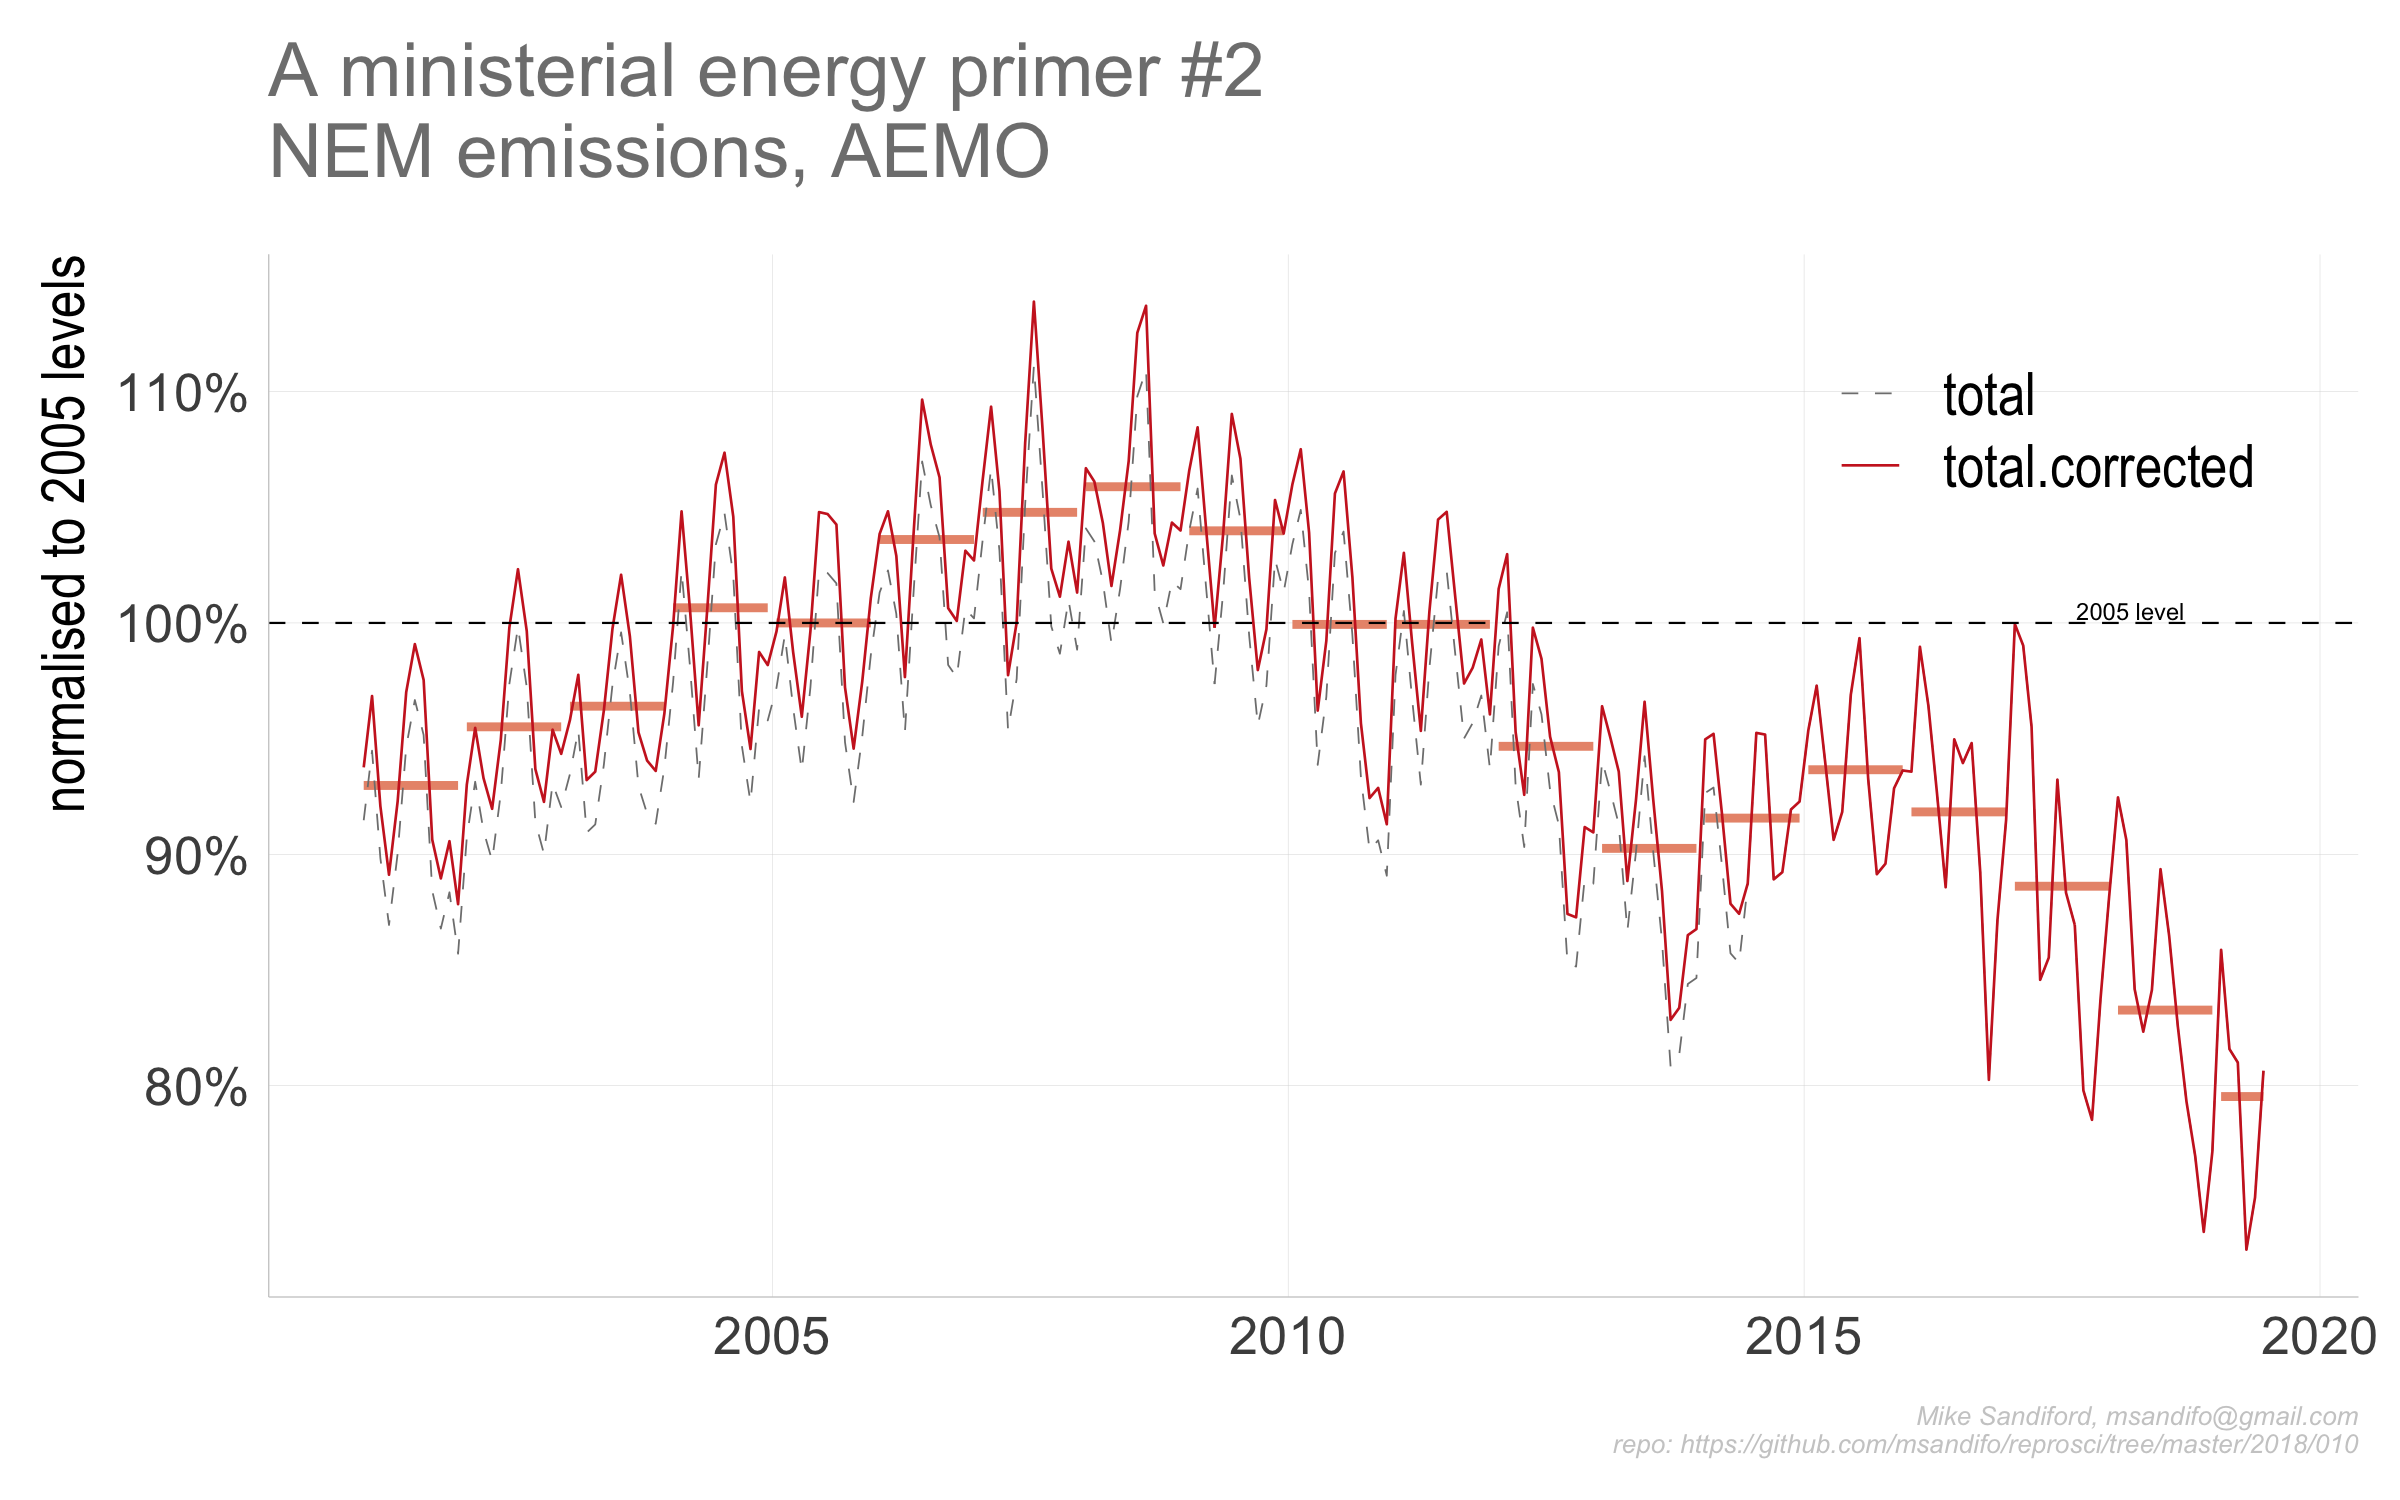 A ministerial energy primer #2
NEM emissions, AEMO
normalised to 2005 levels
110%
100%
90%
80%
total
total.corrected
2005 level
2005
2010
2015
2020
Mike Sandiford, msandifo@gmail.com
repo: https://github.com/msandifo/reprosci/tree/master/2018/010